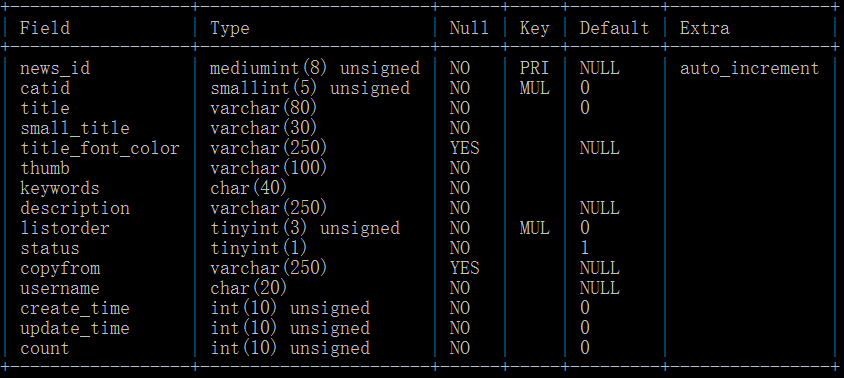 Field Type Null Key Default Extra
news_id mediumint(8) unsigned NO PRI NULL auto_increment
catid smallint(5) unsigned NO MUL 0
title varchar(80) NO 0
small_title varchar(30) NO
title_font_color varchar(250) YES NULL
thumb varchar(100) NO
keywords char(40) NO
description varchar(250) NO NULL
listorder tinyint(3) unsigned NO MUL 0
status tinyint(1) NO 1
copyfrom varchar(250) YES NULL
username char(20) NO NULL
create_time int(10) unsigned NO 0
update_time int(10) unsigned NO 0
count int(10) unsigned NO 0